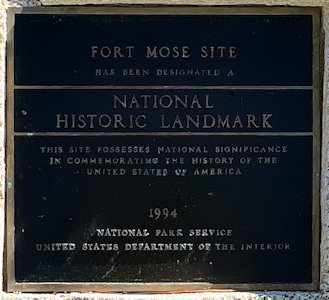 FORT MOSE SITE
HAS BEEN DESIGNATED A
NATIONAL
HISTORIC LANDMARK
THIS SITE POSSESSES NATIONAL SIGNIFICANCE
IN COMMEMORATING THE HISTORY OF THE
UNITED STATES OF AMERICA
1994
NATIONAL PARK SERVICE
UNITED STATES DEPARTMENT OF THE INTERIOR